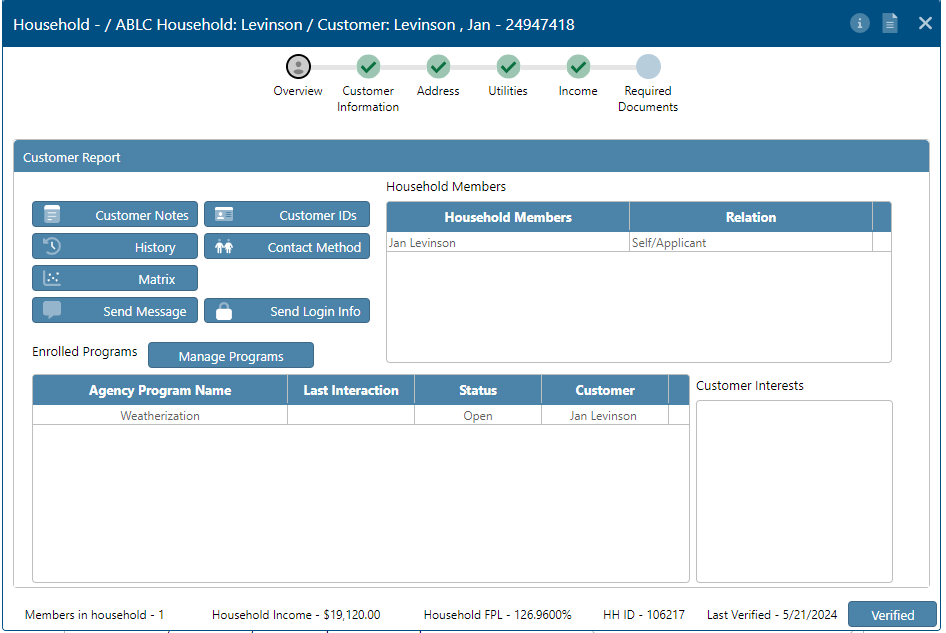 Household - / ABLC Household: Levinson / Customer: Levinson , Jan - 24947418
Overview
Customer Information
Address
Utilities
Income
Required Documents
Customer Report
Customer Notes
Customer IDs
History
Contact Method
Matrix
Send Message
Send Login Info
Household Members
Household Members Relation
Jan Levinson Self/Applicant
Enrolled Programs
Manage Programs
Agency Program Name Last Interaction Status Customer
Weatherization Open Jan Levinson
Customer Interests
Members in household - 1 Household Income - $19,120.00 Household FPL - 126.9600% HH ID - 106217 Last Verified - 5/21/2024 Verified